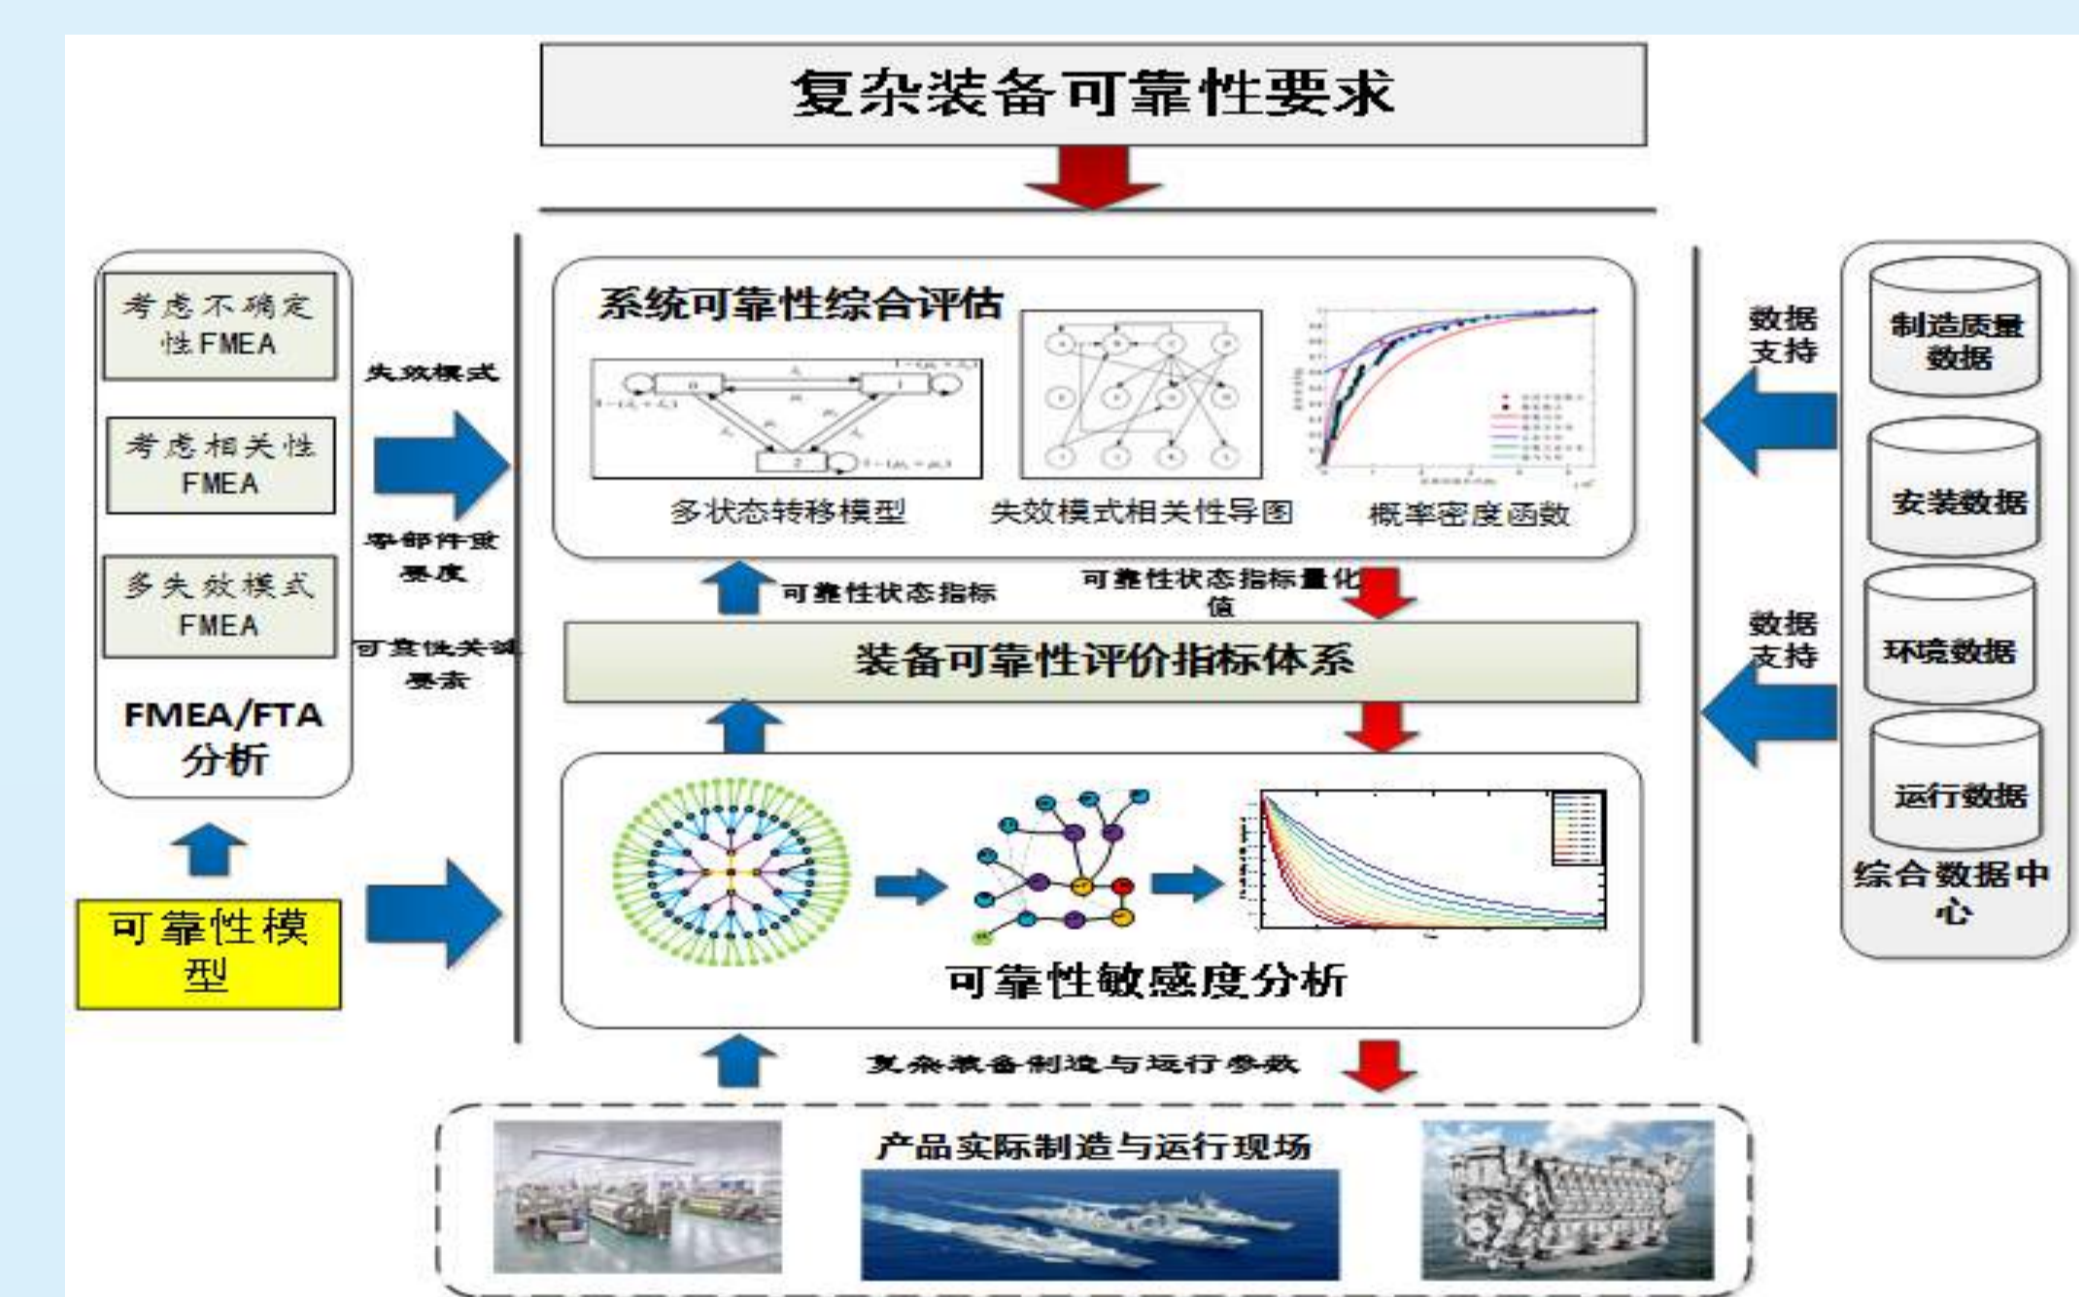 复杂装备可靠性要求
考虑不确定
性FMEA
考虑相关性
FMEA
多失效模式
FMEA
FMEA/FTA
分析
可靠性模
型
失效模式
零部件重
要度
可靠性关键
要素
系统可靠性综合评估
0
1
2
多状态转移模型
失效模式相关性导图
概率密度函数
可靠性状态指标
可靠性状态指标量化
值
装备可靠性评价指标体系
可靠性敏感度分析
复杂装备制造与运行参数
产品实际制造与运行现场
数据
支持
数据
支持
制造质量
数据
安装数据
环境数据
运行数据
综合数据中
心